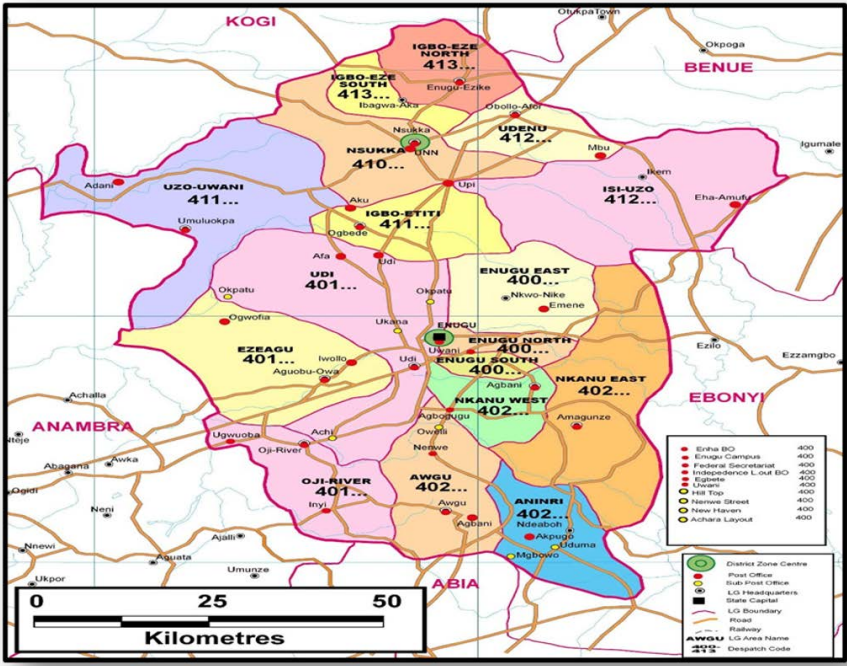 OtukpaTown
KOGI
Okpoga
BENUE
IGBO-EZE
NORTH
413...
Enugu-Ezike
IGBO-EZE
SOUTH
413...
Ibagwa-Aka
Obollo-Afor
UDENU
412...
Nsukka
NSUKKA
UNN
410...
Mbu
Igumale
Ikem
Adani
UZO-UWANI
411...
Upi
ISI-UZO
412...
Eha-Amufu
Aku
IGBO-ETITI
411...
Ogbede
Umuluokpa
Afa
Udi
UDI
401...
ENUGU EAST
400...
Okpatu
Okpatu
Nkwo-Nike
Emene
Ogwofia
Ukana
ENUGU
Uwani
ENUGU NORTH
400...
ENUGU SOUTH
400...
EZEAGU
401...
Iwollo
Aguobu-Owa
Udi
Ezilo
Ezzamgbo
NKANU EAST
402...
Agbani
NKANU WEST
402...
Achalla
EBONYI
Agbogugu
Amagunze
ANAMBRA
Nteje
Ugwuoba
Achi
Owelli
Oji-River
Nenwe
Abagana
Awka
Ogidi
OJI-RIVER
401...
AWGU
402...
ANINRI
402...
Neni
Inyi
Awgu
Agbani
Ndeaboh
Akpugo
Uduma
Mgbowo
Nnewi
Ajalli
Aguata
Umunze
Ukpor
ABIA
Enha BO 400
Enugu Campus 400
Federal Secretariat 400
Indepedence L.out BO 400
Egbete 400
Uwani 400
Hill Top 400
Nenwe Street 400
New Haven 400
Achara Layout 400
District Zone Centre
Post Office
Sub Post Office
LG Headquarters
State Capital
LG Boundary
Road
Railway
AWGU LG Area Name
400-
413 Despatch Code
0 25 50
Kilometres